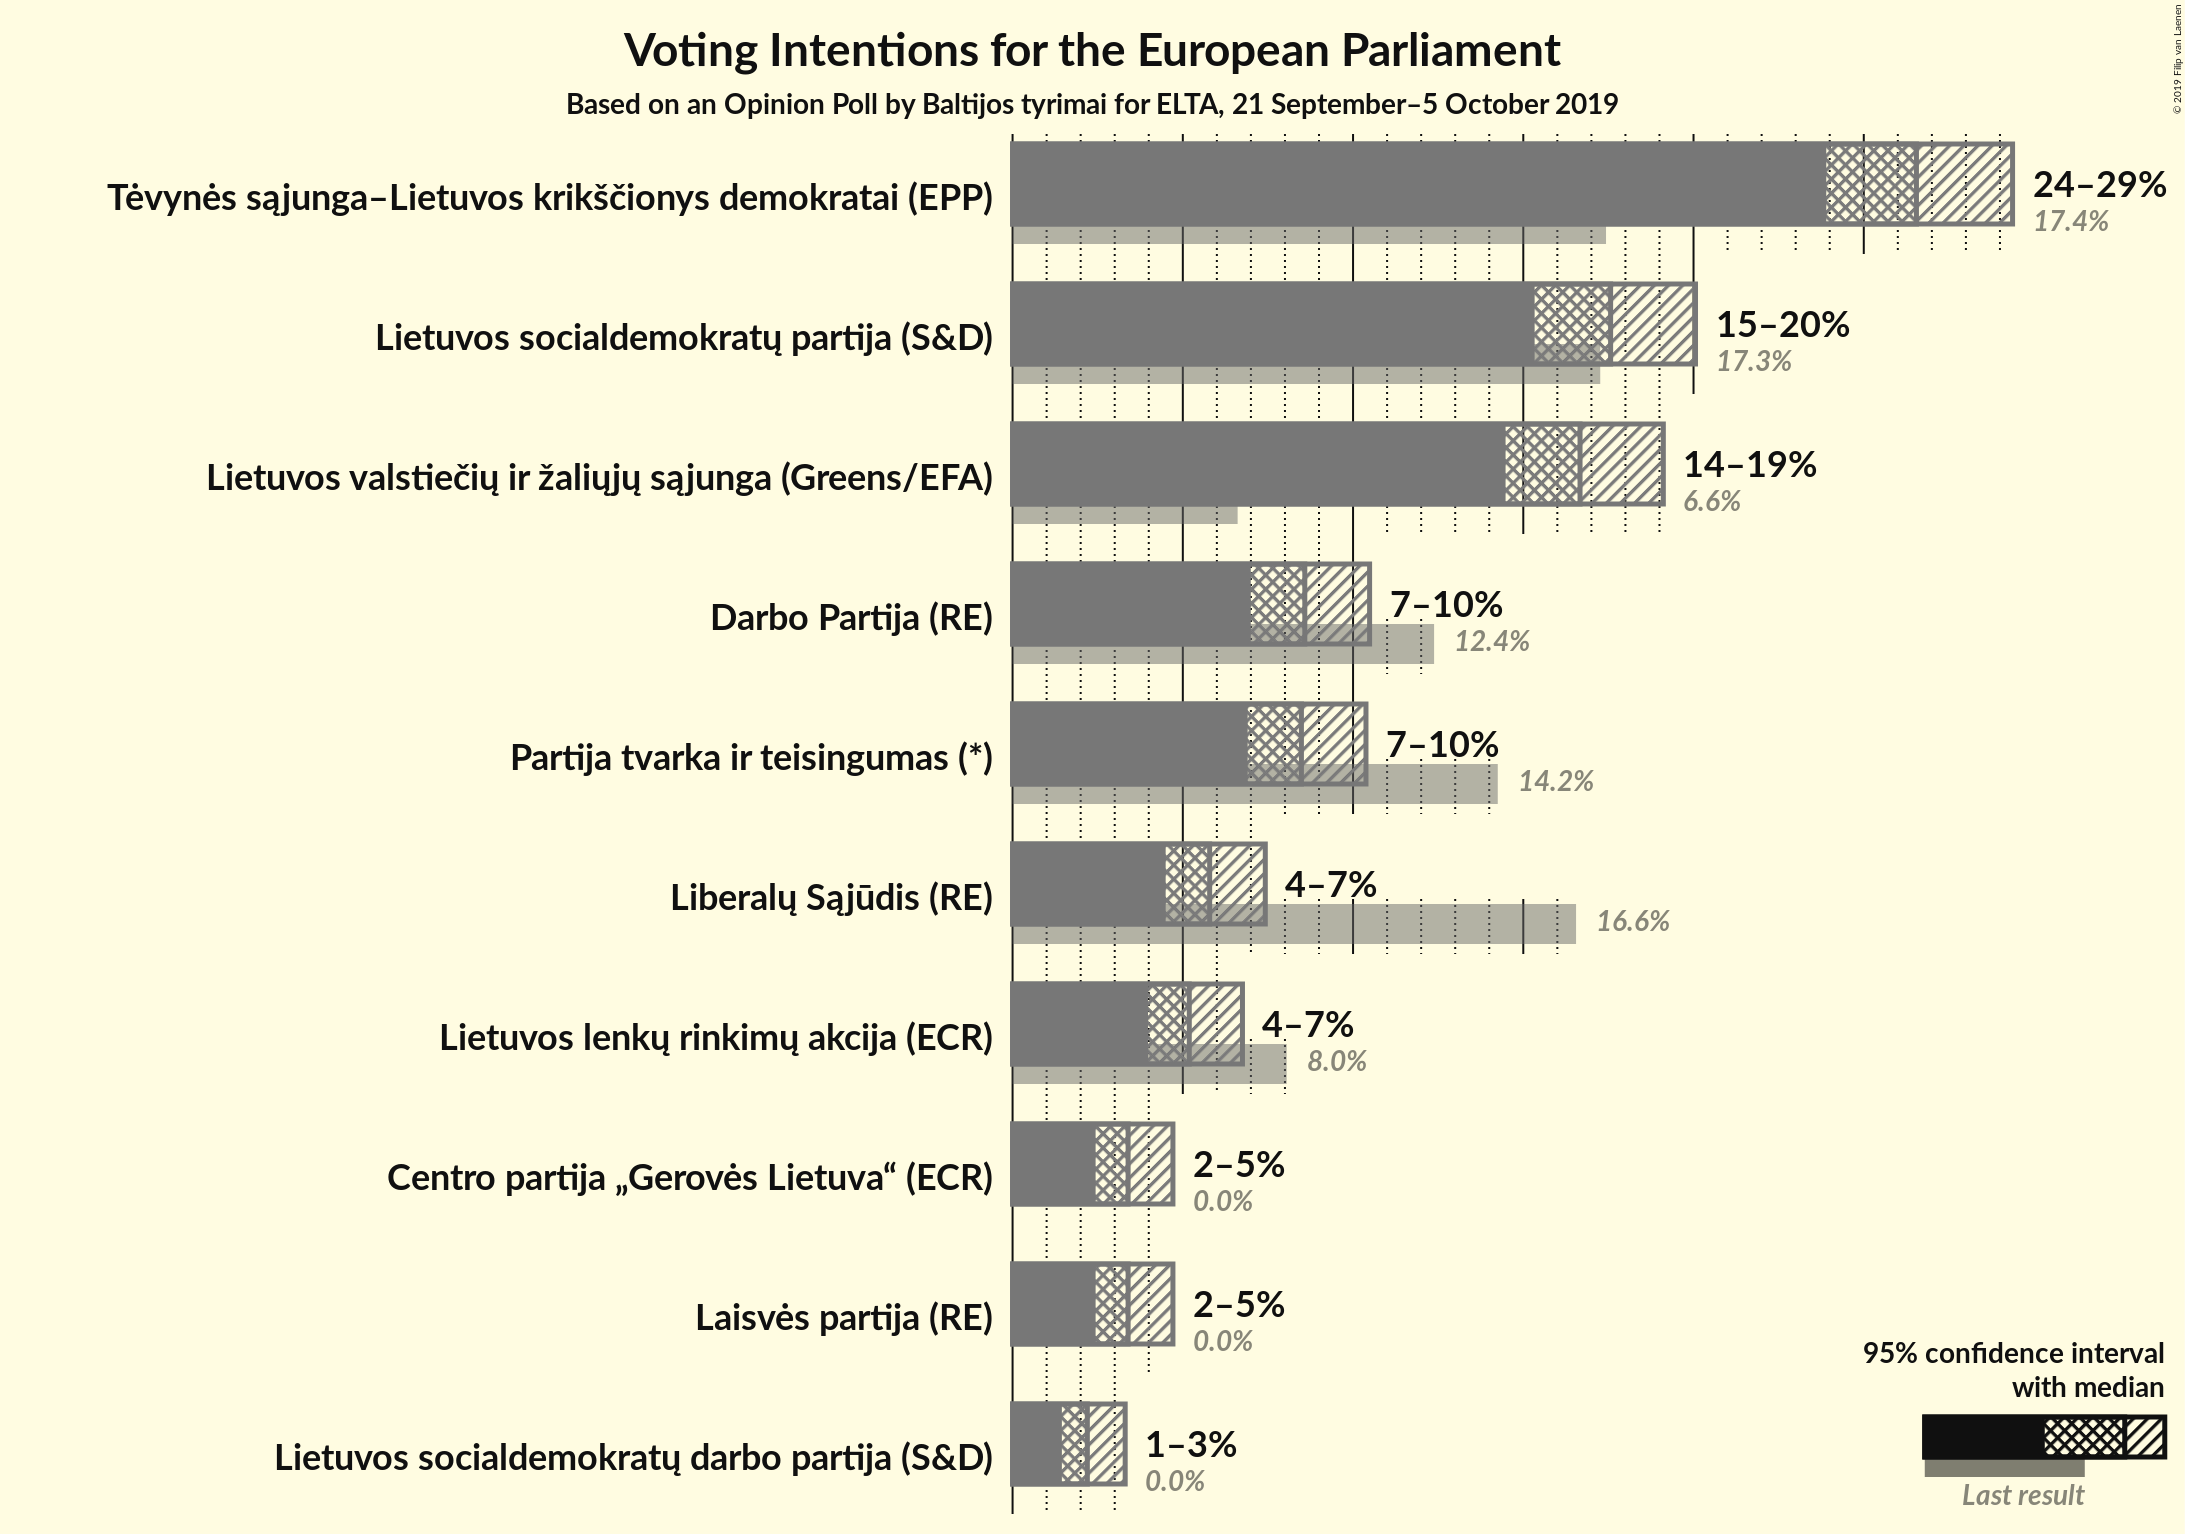 Voting Intentions for the European Parliament
Based on an Opinion Poll by Baltijos tyrimai for ELTA, 21 September–5 October 2019
© 2019 Filip van Laenen
Tėvynės sąjunga–Lietuvos krikščionys demokratai (EPP)
24–29%
17.4%
Lietuvos socialdemokratų partija (S&D)
15–20%
17.3%
Lietuvos valstiečių ir žaliųjų sąjunga (Greens/EFA)
14–19%
6.6%
Darbo Partija (RE)
7–10%
12.4%
Partija tvarka ir teisingumas (*)
7–10%
14.2%
Liberalų Sąjūdis (RE)
4–7%
16.6%
Lietuvos lenkų rinkimų akcija (ECR)
4–7%
8.0%
Centro partija „Gerovės Lietuva“ (ECR)
2–5%
0.0%
Laisvės partija (RE)
2–5%
0.0%
Lietuvos socialdemokratų darbo partija (S&D)
1–3%
0.0%
95% confidence interval
with median
Last result